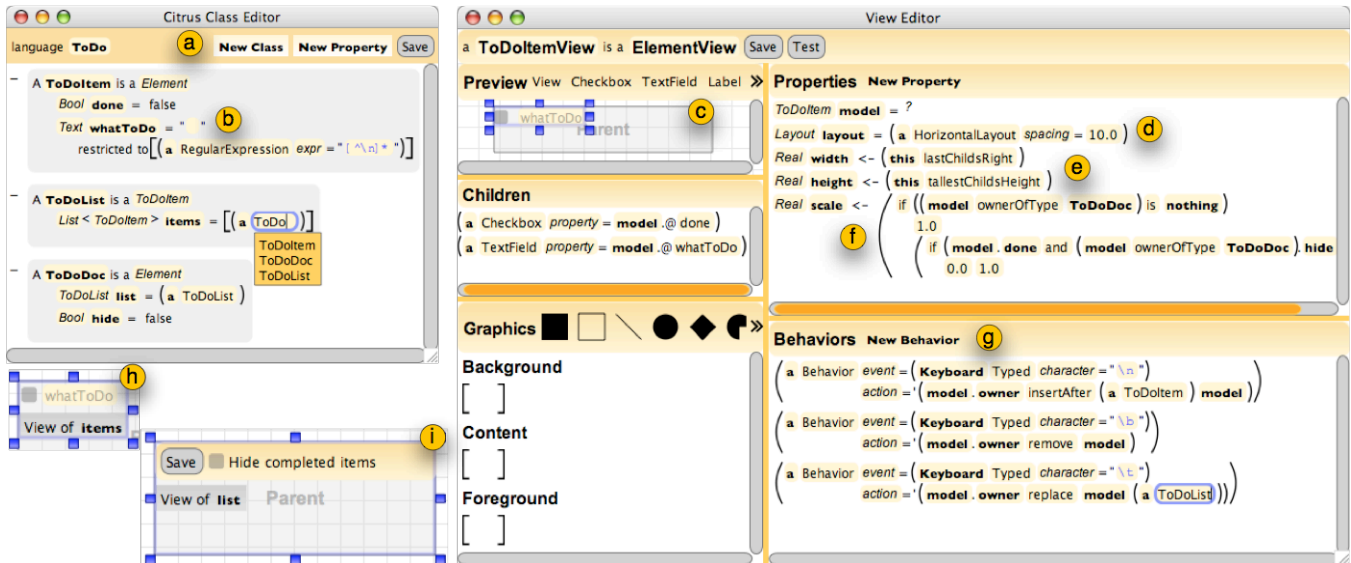 Citrus Class Editor
language ToDo a New Class New Property Save
– A ToDoItem is a Element
Bool done = false
Text whatToDo = " " b
restricted to[(a RegularExpression expr = "[^\n]* ")]
– A ToDoList is a ToDoItem
List < ToDoItem > items = [(a ToDo)]
ToDoItem
ToDoDoc
ToDoList
– A ToDoDoc is a Element
ToDoList list = (a ToDoList )
Bool hide = false
h
whatToDo
View of items
i
Save Hide completed items
View of list Parent
View Editor
a ToDoItemView is a ElementView Save Test
Preview View Checkbox TextField Label »
whatToDo
Parent
c
Children
(a Checkbox property = model .@ done )
(a TextField property = model .@ whatToDo )
Graphics »
Background
[ ]
Content
[ ]
Foreground
[ ]
Properties New Property
ToDoItem model = ?
Layout layout = (a HorizontalLayout spacing = 10.0 ) d
Real width <- (this lastChildsRight )
Real height <- (this tallestChildsHeight ) e
Real scale <- ( if ((model ownerOfType ToDoDoc ) is nothing )
f 1.0
( if (model . done and (model ownerOfType ToDoDoc ). hide
0.0 1.0
Behaviors New Behavior g
(a Behavior event = (Keyboard Typed character = " \n ")
action = '(model . owner insertAfter (a ToDoItem ) model ))
(a Behavior event = (Keyboard Typed character = " \b ")
action = '(model . owner remove model ))
(a Behavior event = (Keyboard Typed character = " \t ")
action = '(model . owner replace model (a ToDoList)))